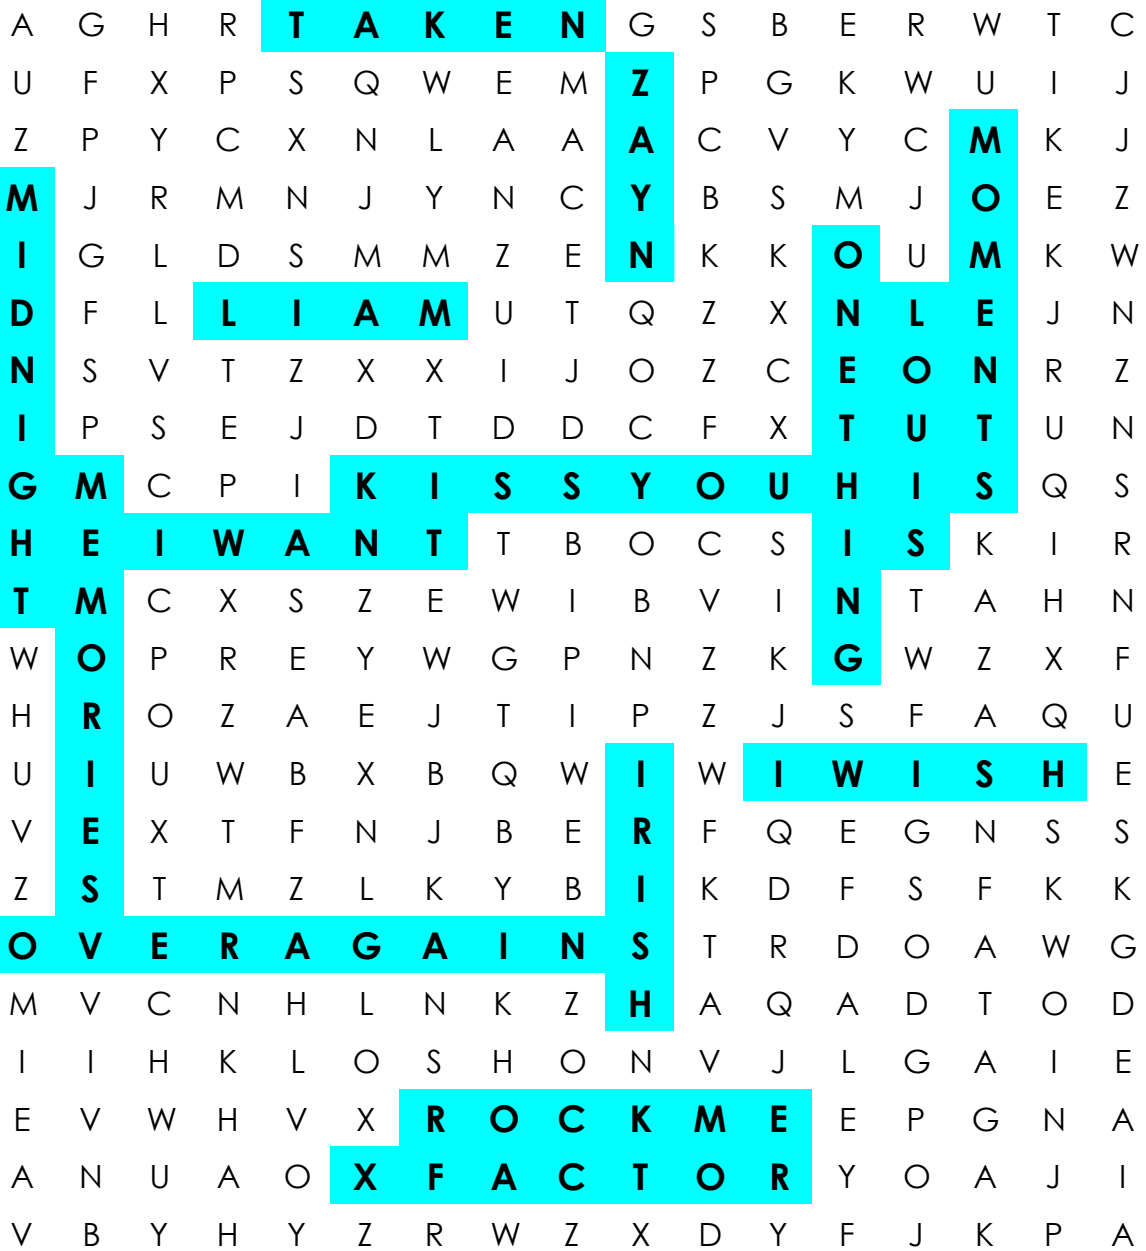 A G H R T A K E N G S B E R W T C
U F X P S Q W E M Z P G K W U I J
Z P Y C X N L A A A C V Y C M K J
M J R M N J Y N C Y B S M J O E Z
I G L D S M M Z E N K K O U M K W
D F L L I A M U T Q Z X N L E J N
N S V T Z X X I J O Z C E O N R Z
I P S E J D T D D C F X T U T U N
G M C P I K I S S Y O U H I S Q S
H E I W A N T T B O C S I S K I R
T M C X S Z E W I B V I N T A H N
W O P R E Y W G P N Z K G W Z X F
H R O Z A E J T I P Z J S F A Q U
U I U W B X B Q W I W I W I S H E
V E X T F N J B E R F Q E G N S S
Z S T M Z L K Y B I K D F S F K K
O V E R A G A I N S T R D O A W G
M V C N H L N K Z H A Q A D T O D
I I H K L O S H O N V J L G A I E
E V W H V X R O C K M E E P G N A
A N U A O X F A C T O R Y O A J I
V B Y H Y Z R W Z X D Y F J K P A